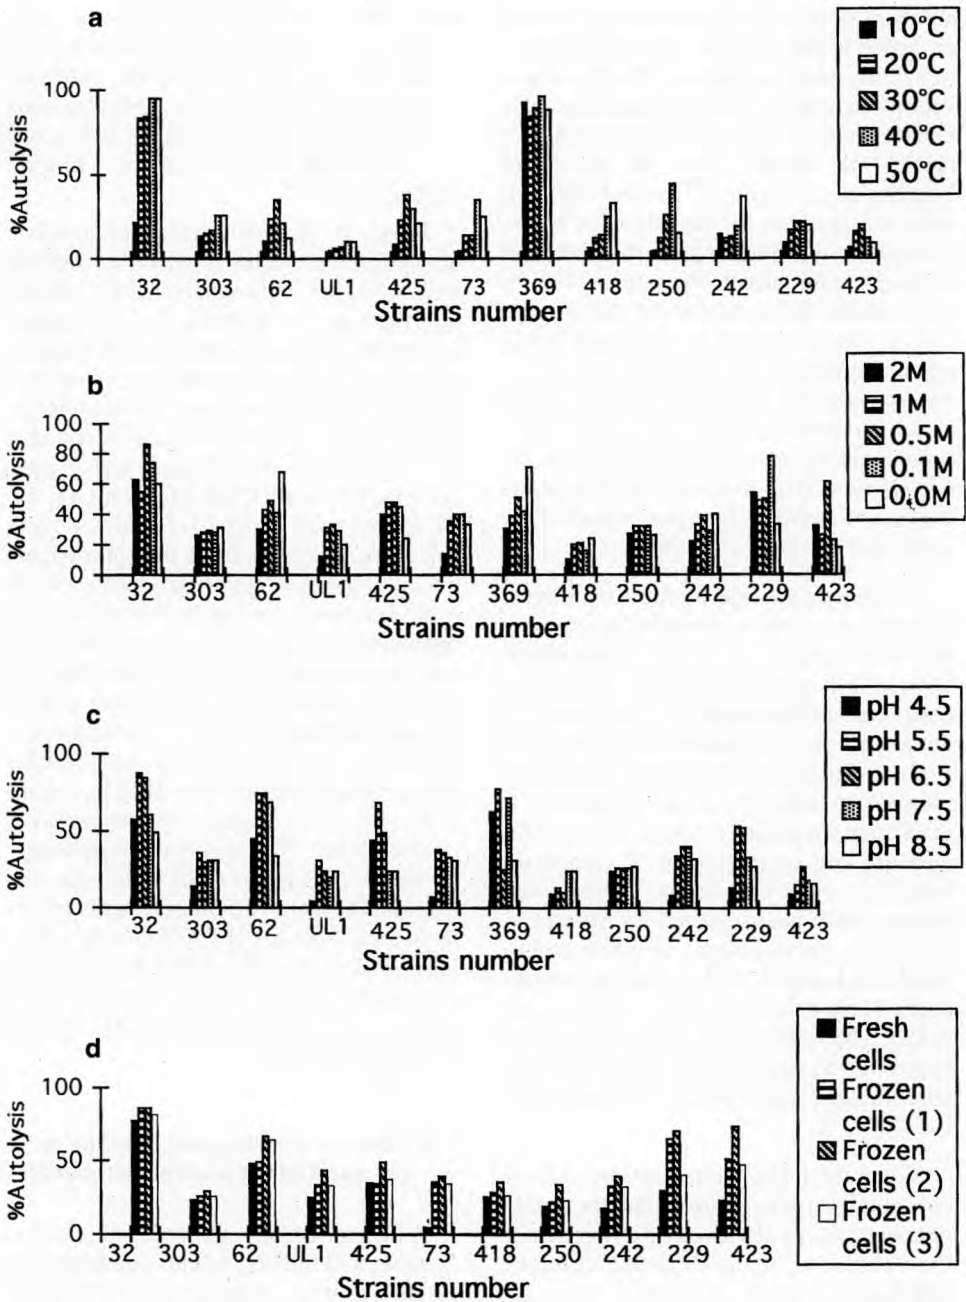 a
10°C
20°C
30°C
40°C
50°C
%Autolysis
100
50
0
32 303 62 UL1 425 73 369 418 250 242 229 423
Strains number
b
2M
1M
0.5M
0.1M
0.0M
%Autolysis
100
80
60
40
20
0
32 303 62 UL1 425 73 369 418 250 242 229 423
Strains number
c
pH 4.5
pH 5.5
pH 6.5
pH 7.5
pH 8.5
%Autolysis
100
50
0
32 303 62 UL1 425 73 369 418 250 242 229 423
Strains number
d
Fresh
cells
Frozen
cells (1)
Frozen
cells (2)
Frozen
cells (3)
%Autolysis
100
50
0
32 303 62 UL1 425 73 418 250 242 229 423
Strains number